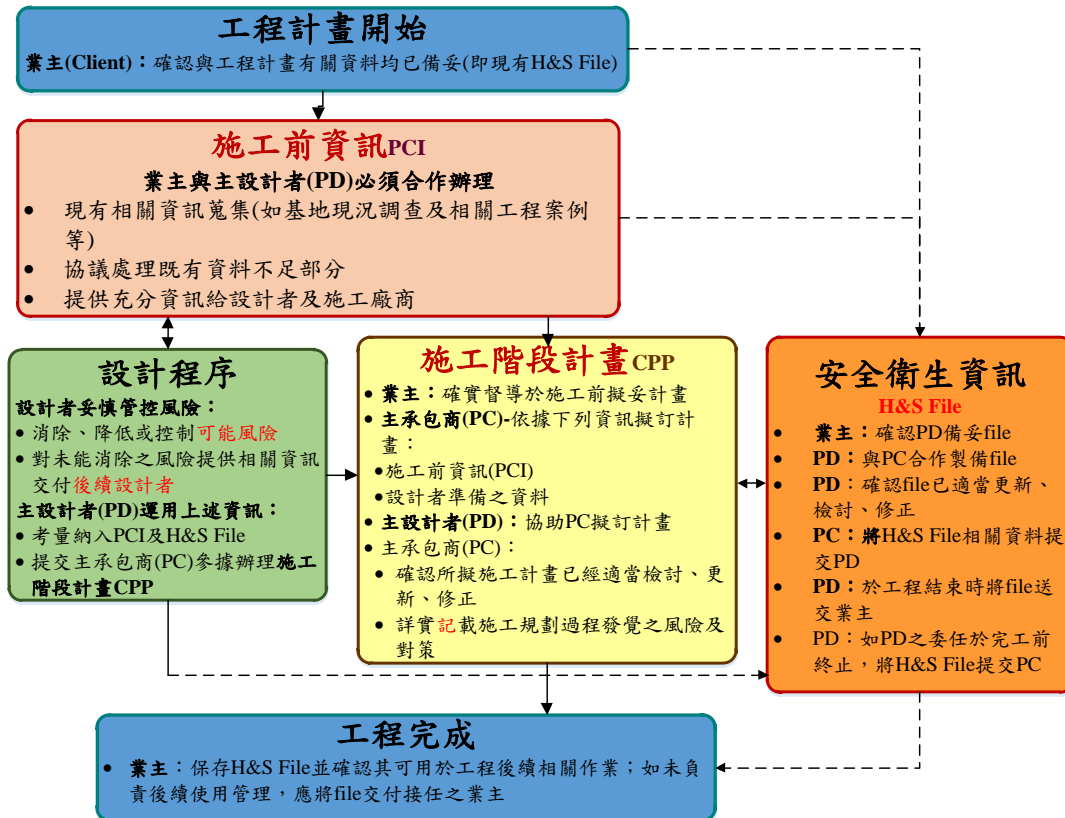 工程計畫開始
業主(Client)：確認與工程計畫有關資料均已備妥(即現有H&S File)
施工前資訊PCI
業主與主設計者(PD)必須合作辦理
• 現有相關資訊蒐集(如基地現況調查及相關工程案例
等)
• 協議處理既有資料不足部分
• 提供充分資訊給設計者及施工廠商
設計程序
設計者妥慎管控風險：
• 消除、降低或控制可能風險
• 對未能消除之風險提供相關資訊
交付後續設計者
主設計者(PD)運用上述資訊：
• 考量納入PCI及H&S File
• 提交主承包商(PC)參據辦理施工
階段計畫CPP
施工階段計畫CPP
• 業主：確實督導於施工前擬妥計畫
• 主承包商(PC)-依據下列資訊擬訂計
畫：
•施工前資訊(PCI)
•設計者準備之資料
• 主設計者(PD)：協助PC擬訂計畫
• 主承包商(PC)：
• 確認所擬施工計畫已經適當檢討、更
新、修正
• 詳實記載施工規劃過程發覺之風險及
對策
安全衛生資訊
H&S File
• 業主：確認PD備妥file
• PD：與PC合作製備file
• PD：確認file已適當更新、
檢討、修正
• PC：將H&S File相關資料提
交PD
• PD：於工程結束時將file送
交業主
• PD：如PD之委任於完工前
終止，將H&S File提交PC
工程完成
• 業主：保存H&S File並確認其可用於工程後續相關作業；如未負
責後續使用管理，應將file交付接任之業主